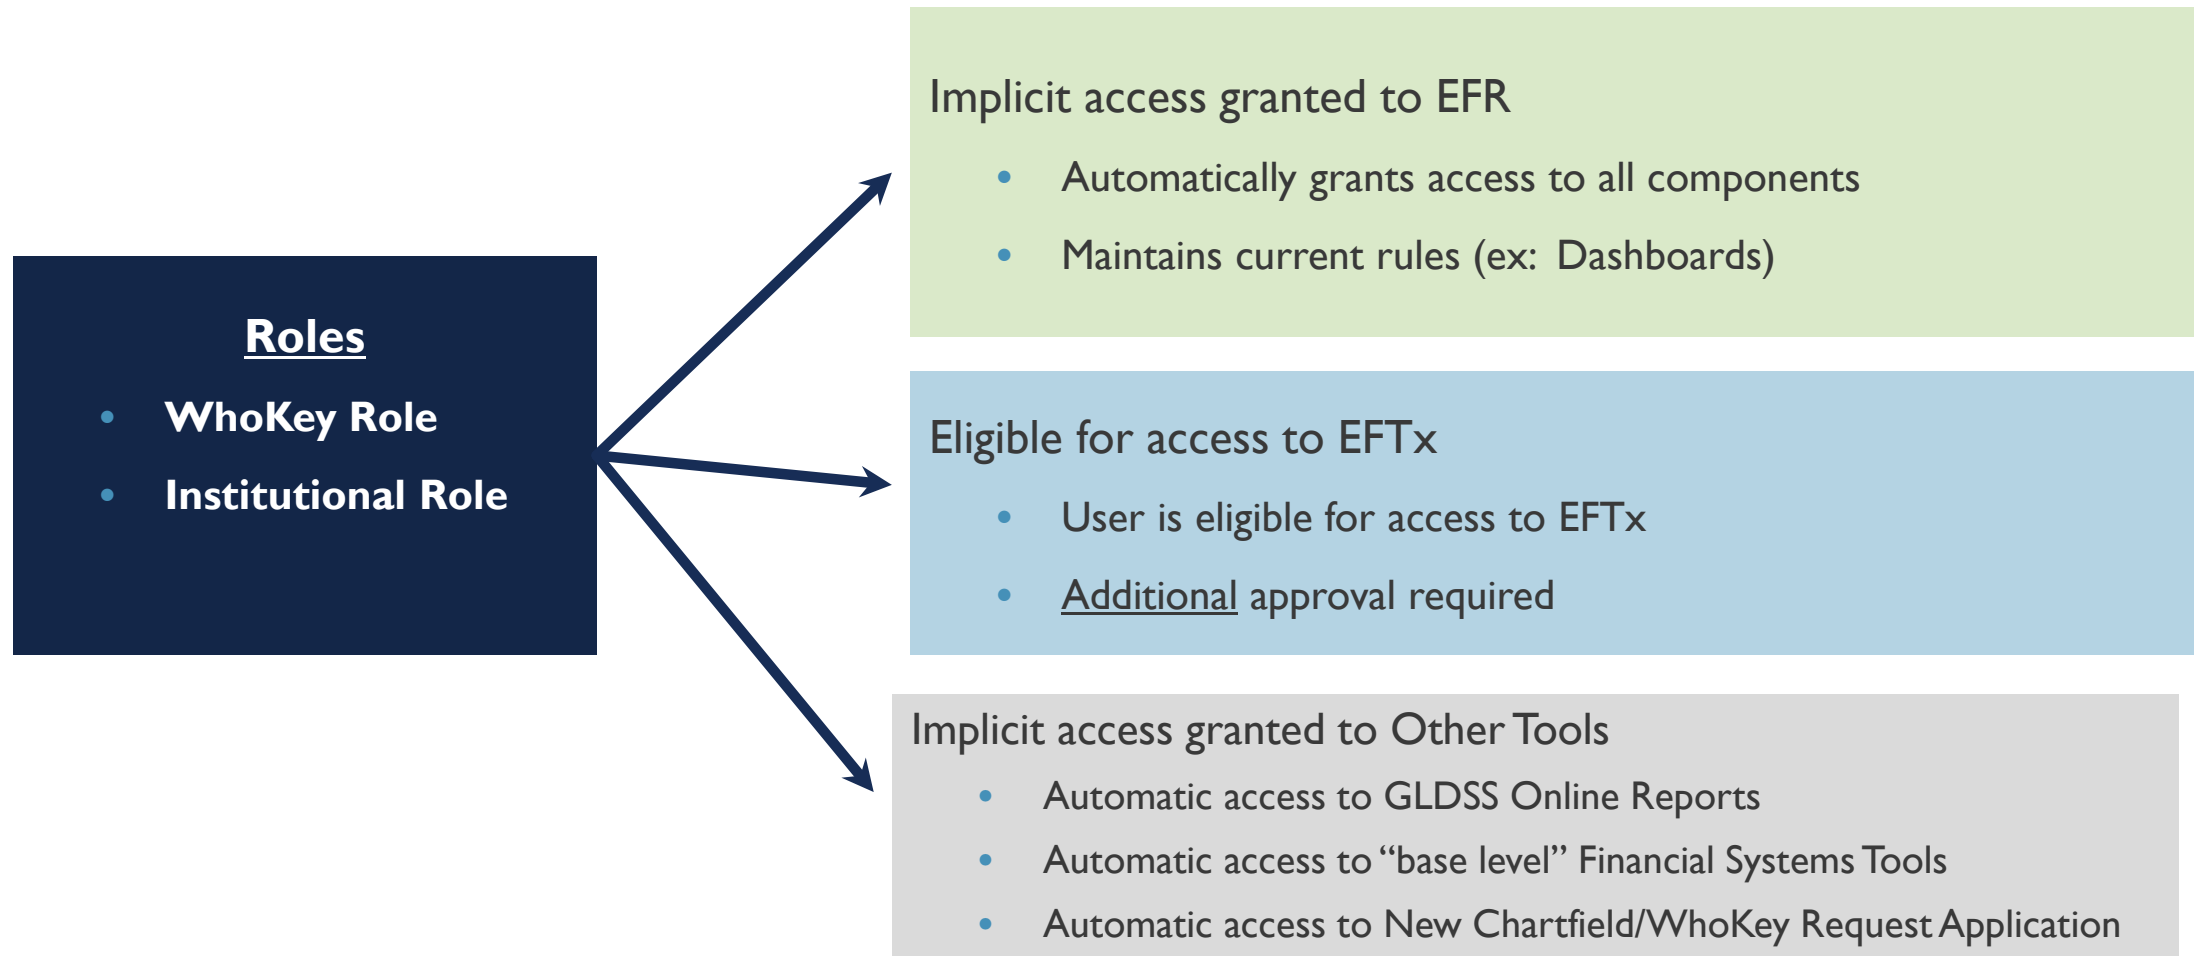 Roles
• WhoKey Role
• Institutional Role
Implicit access granted to EFR
• Automatically grants access to all components
• Maintains current rules (ex: Dashboards)
Eligible for access to EFTx
• User is eligible for access to EFTx
• Additional approval required
Implicit access granted to Other Tools
• Automatic access to GLDSS Online Reports
• Automatic access to “base level” Financial Systems Tools
• Automatic access to New Chartfield/WhoKey Request Application